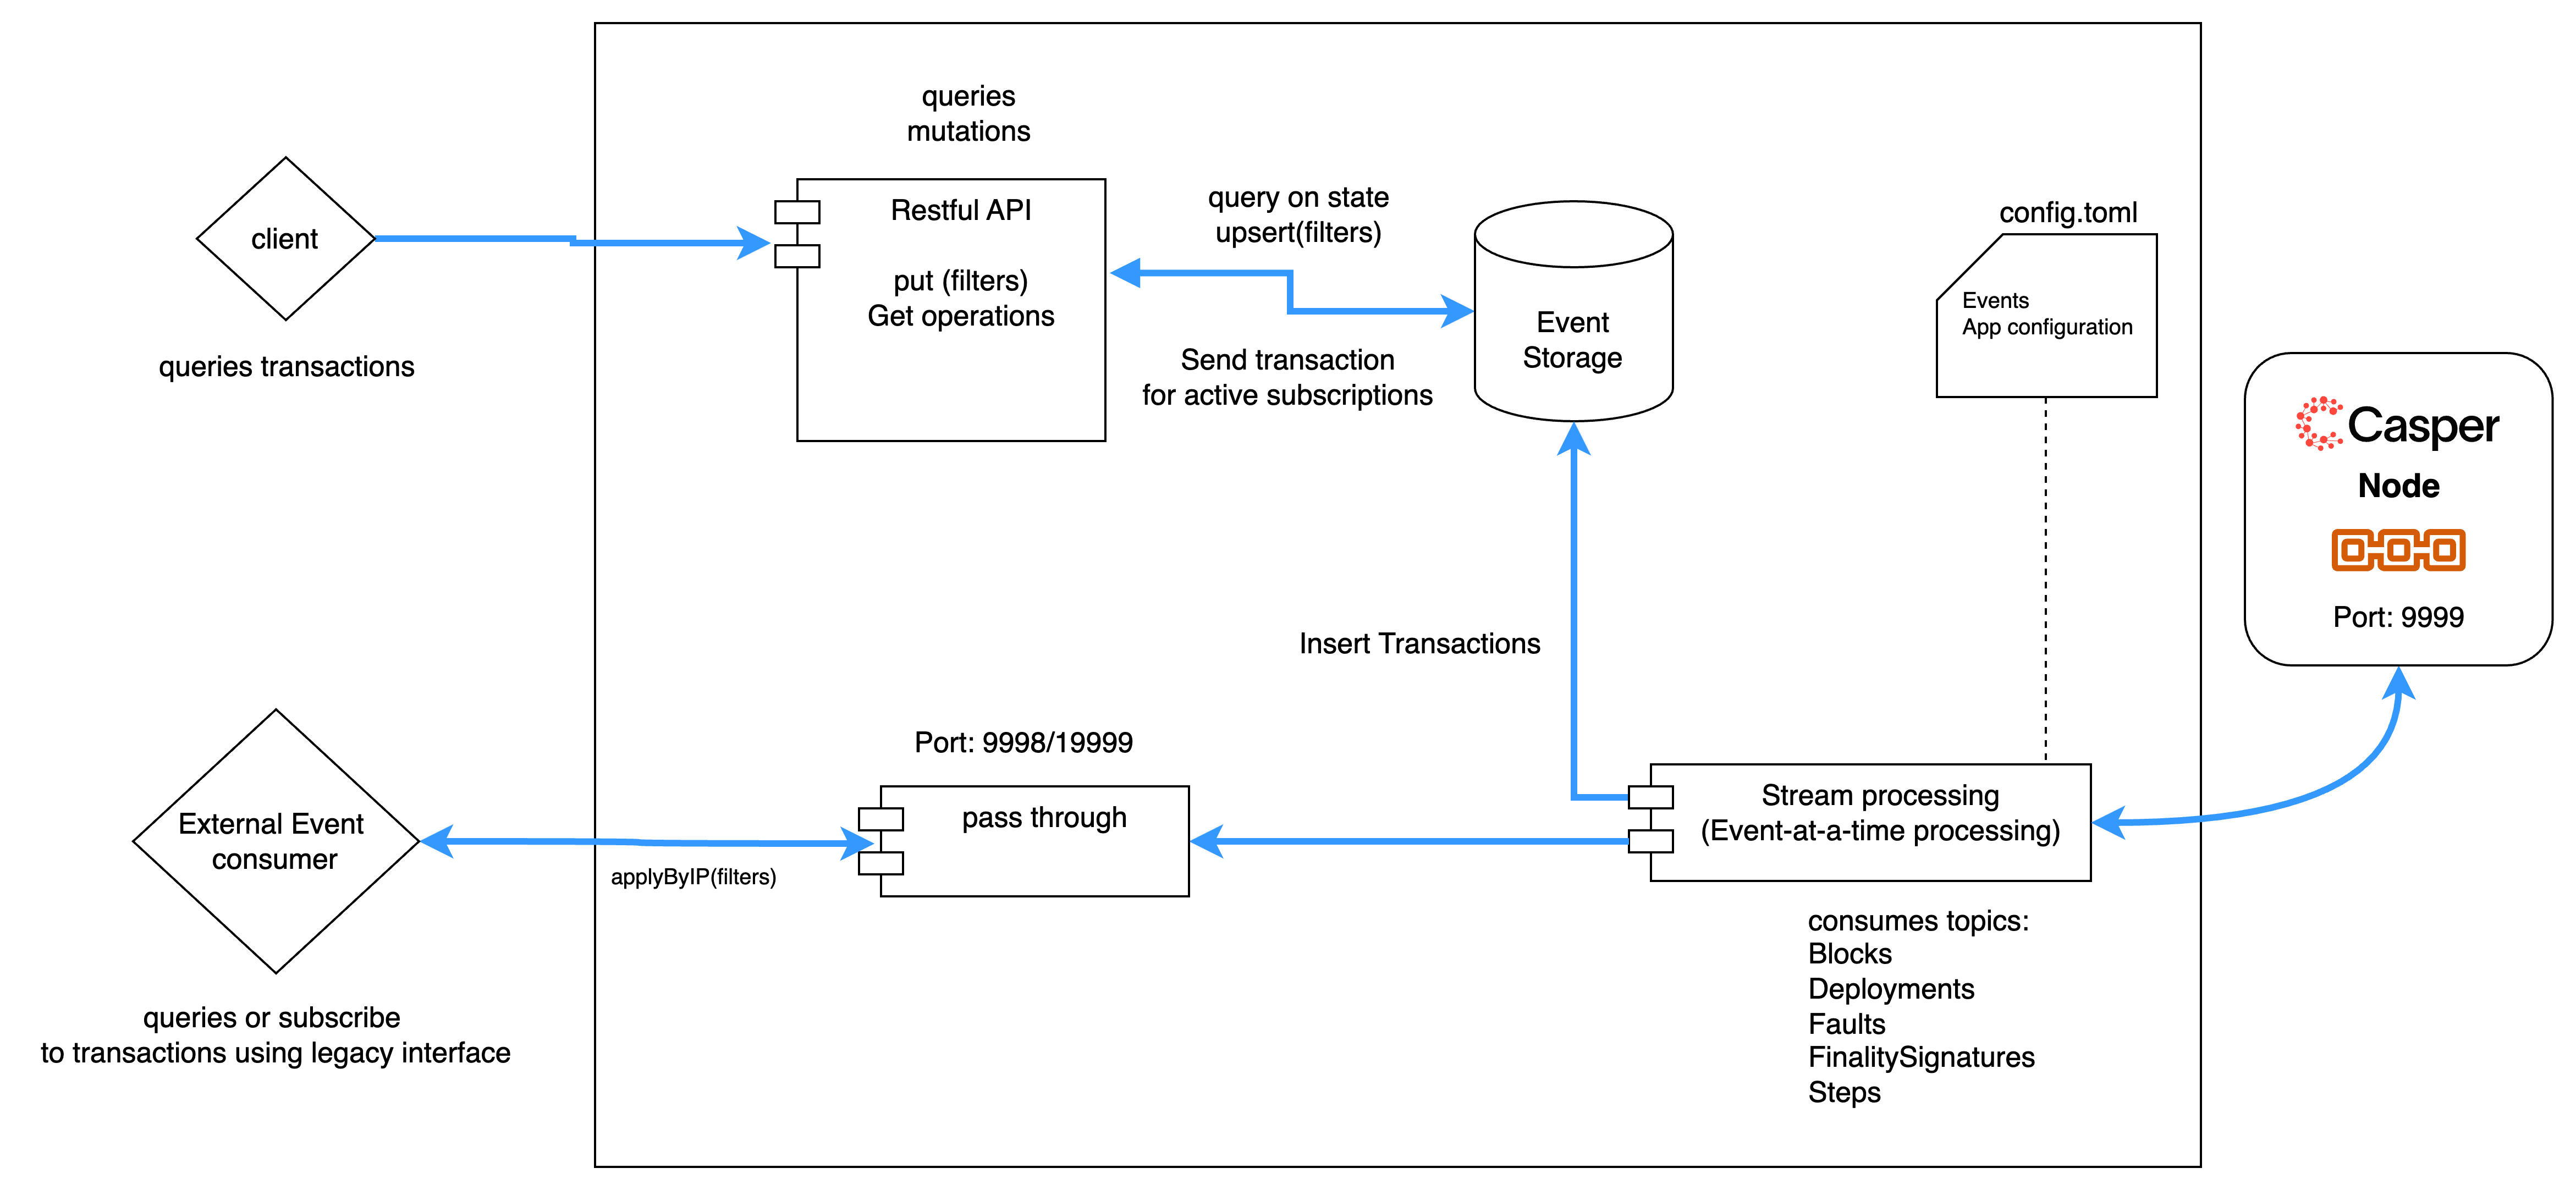 queries
mutations
client
queries transactions
Restful API
put (filters)
Get operations
query on state
upsert(filters)
Send transaction
for active subscriptions
Event
Storage
config.toml
Events
App configuration
Casper
Node
Port: 9999
Insert Transactions
External Event
consumer
queries or subscribe
to transactions using legacy interface
applyByIP(filters)
Port: 9998/19999
pass through
Stream processing
(Event-at-a-time processing)
consumes topics:
Blocks
Deployments
Faults
FinalitySignatures
Steps